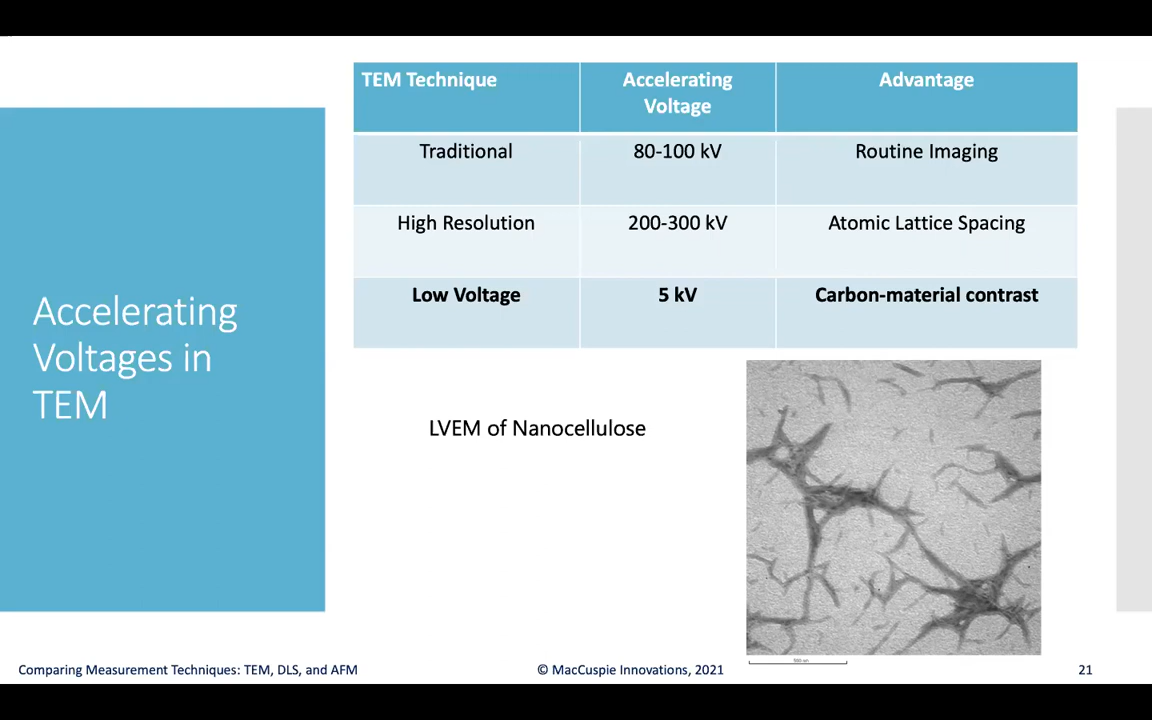 TEM Technique
Accelerating
Voltage
Advantage
Traditional
80-100 kV
Routine Imaging
High Resolution
200-300 kV
Atomic Lattice Spacing
Low Voltage
5 kV
Carbon-material contrast
Accelerating
Voltages in
TEM
LVEM of Nanocellulose
500 nm
Comparing Measurement Techniques: TEM, DLS, and AFM
© MacCuspie Innovations, 2021
21